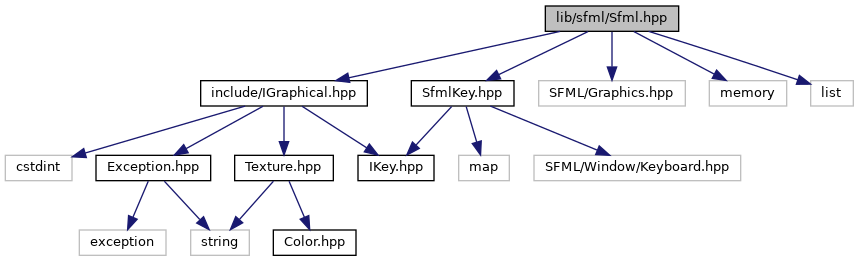 lib/sfml/Sfml.hpp
include/IGraphical.hpp
SfmlKey.hpp
SFML/Graphics.hpp
memory
list
cstdint
Exception.hpp
Texture.hpp
IKey.hpp
map
SFML/Window/Keyboard.hpp
exception
string
Color.hpp